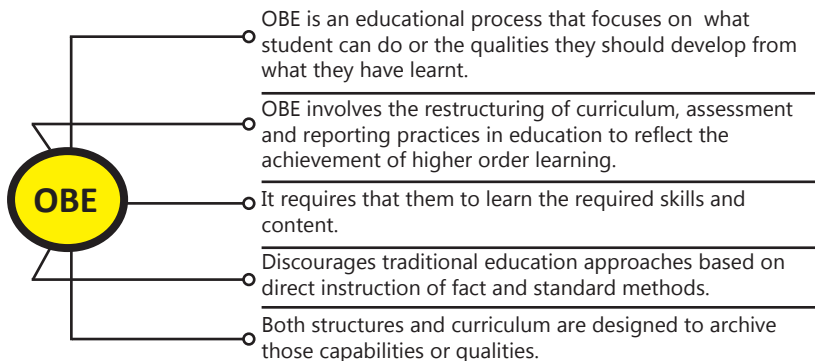 OBE is an educational process that focuses on what
student can do or the qualities they should develop from
what they have learnt.
OBE involves the restructuring of curriculum, assessment
and reporting practices in education to reflect the
achievement of higher order learning.
OBE
It requires that them to learn the required skills and
content.
Discourages traditional education approaches based on
direct instruction of fact and standard methods.
Both structures and curriculum are designed to archive
those capabilities or qualities.